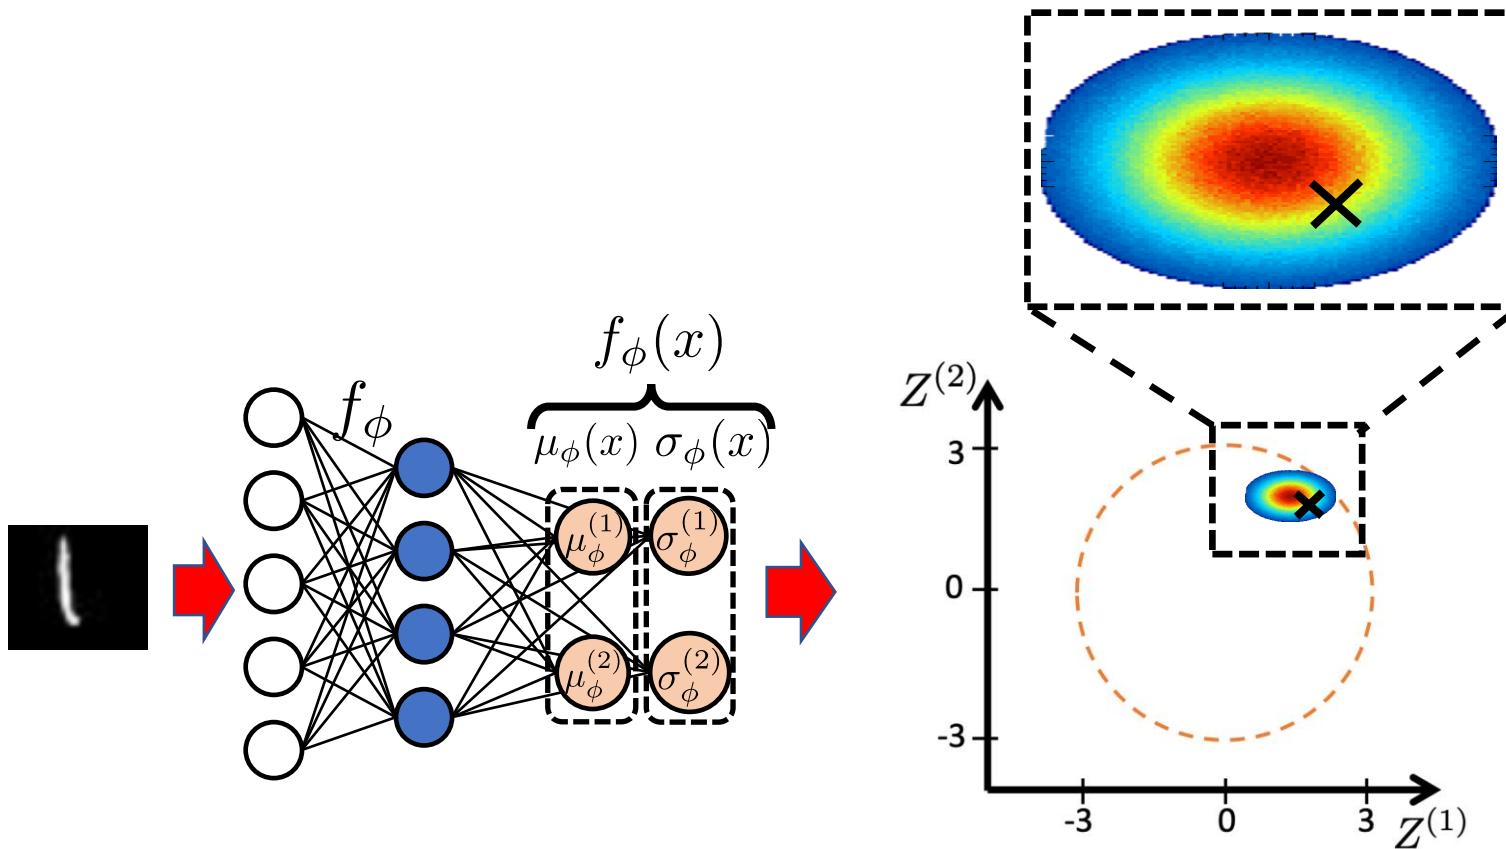 f_ϕ(x)
f_ϕ
μ_ϕ(x) σ_ϕ(x)
μ_ϕ^(1) σ_ϕ^(1)
μ_ϕ^(2) σ_ϕ^(2)
Z^(2)
3
0
-3
-3 0 3
Z^(1)